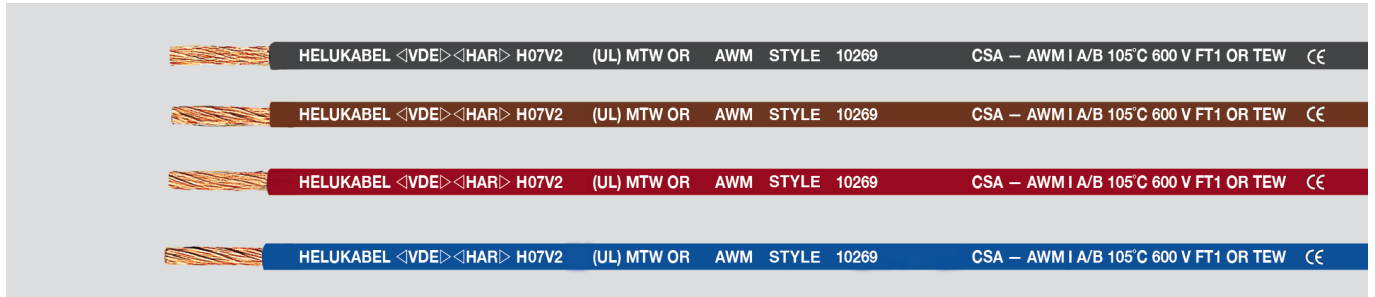 HELUKABEL ◁VDE▷ ◁HAR▷ H07V2 (UL) MTW OR AWM STYLE 10269 CSA – AWM I A/B 105°C 600 V FT1 OR TEW CE
HELUKABEL ◁VDE▷ ◁HAR▷ H07V2 (UL) MTW OR AWM STYLE 10269 CSA – AWM I A/B 105°C 600 V FT1 OR TEW CE
HELUKABEL ◁VDE▷ ◁HAR▷ H07V2 (UL) MTW OR AWM STYLE 10269 CSA – AWM I A/B 105°C 600 V FT1 OR TEW CE
HELUKABEL ◁VDE▷ ◁HAR▷ H07V2 (UL) MTW OR AWM STYLE 10269 CSA – AWM I A/B 105°C 600 V FT1 OR TEW CE